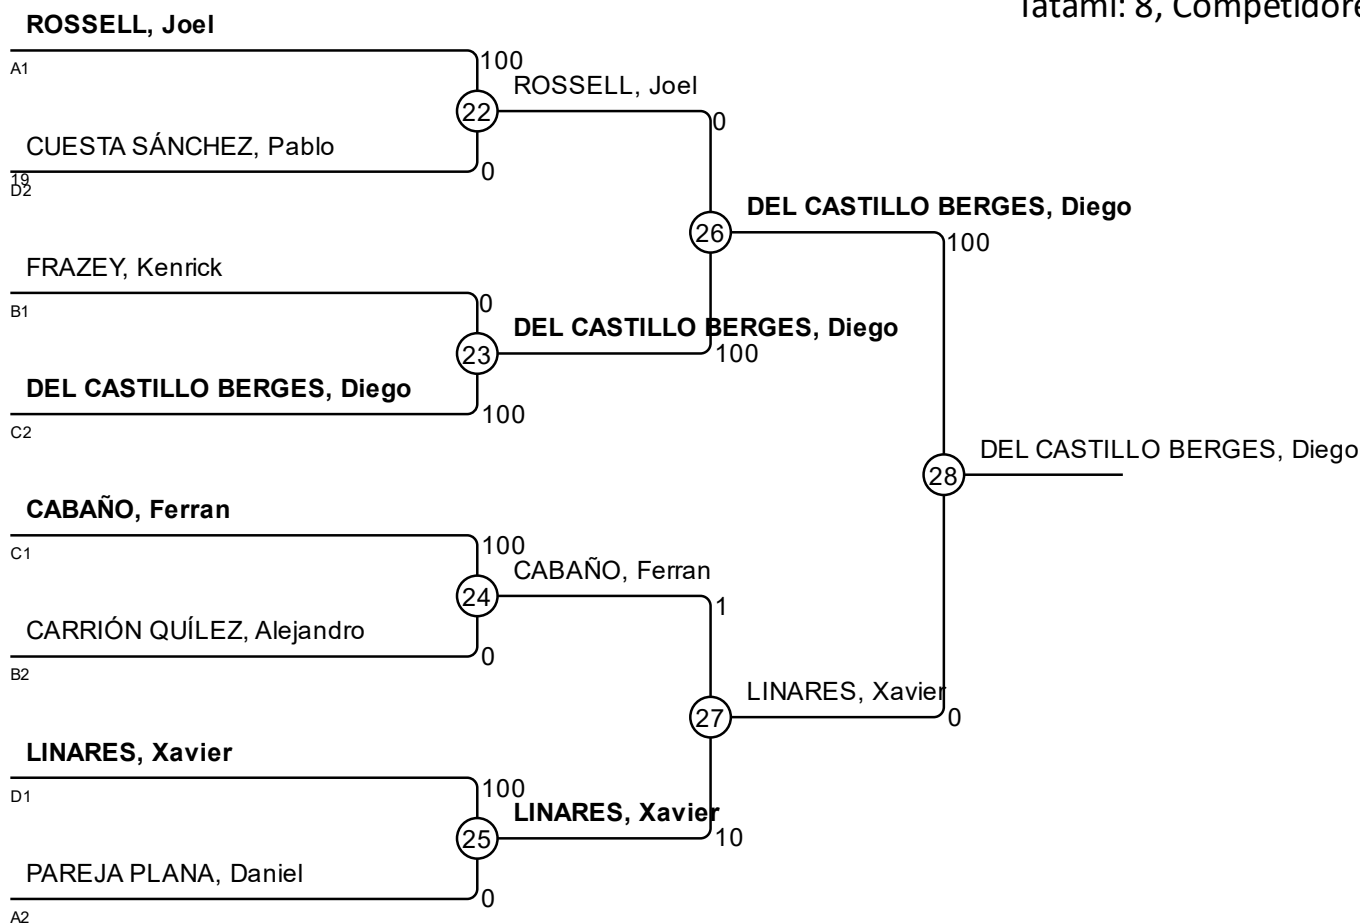 Tatami: 8, Competidore
ROSSELL, Joel
A1
100
22
ROSSELL, Joel
0
CUESTA SÁNCHEZ, Pablo
19
D2
0
26
DEL CASTILLO BERGES, Diego
100
FRAZEY, Kenrick
B1
0
23
DEL CASTILLO BERGES, Diego
100
DEL CASTILLO BERGES, Diego
C2
100
28
DEL CASTILLO BERGES, Diego
CABAÑO, Ferran
C1
100
24
CABAÑO, Ferran
1
CARRIÓN QUÍLEZ, Alejandro
B2
0
27
LINARES, Xavier
0
LINARES, Xavier
D1
100
25
LINARES, Xavier
10
PAREJA PLANA, Daniel
A2
0